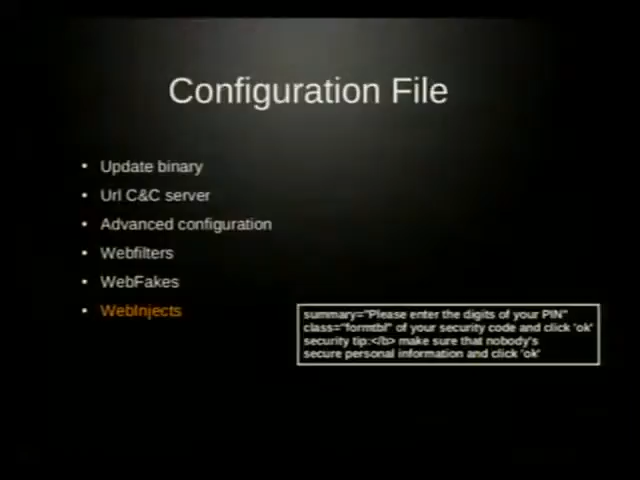 Configuration File
• Update binary
• Url C&C server
• Advanced configuration
• Webfilters
• WebFakes
• WebInjects
summary="Please enter the digits of your PIN"
class="formtbl" of your security code and click 'ok'
security tip:</b> make sure that nobody's
secure personal information and click 'ok'